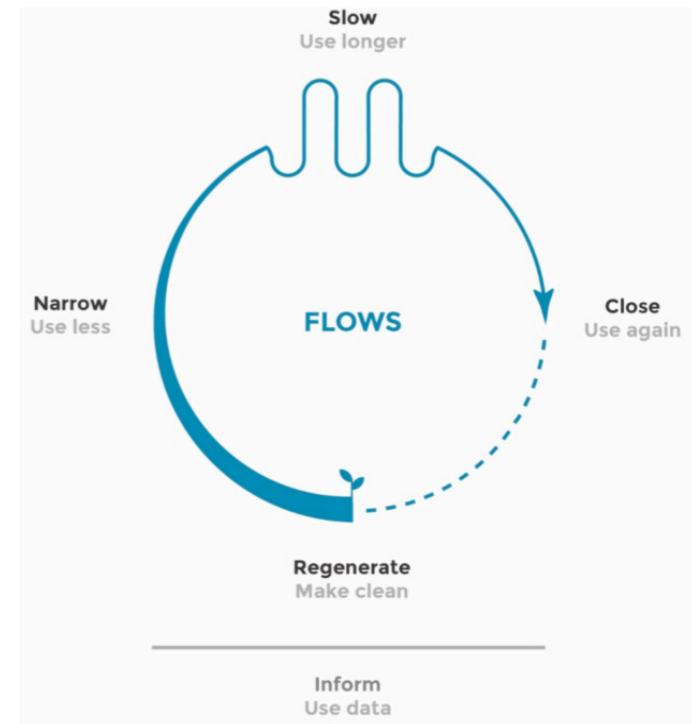 Slow
Use longer
Narrow
Use less
FLOWS
Close
Use again
Regenerate
Make clean
Inform
Use data